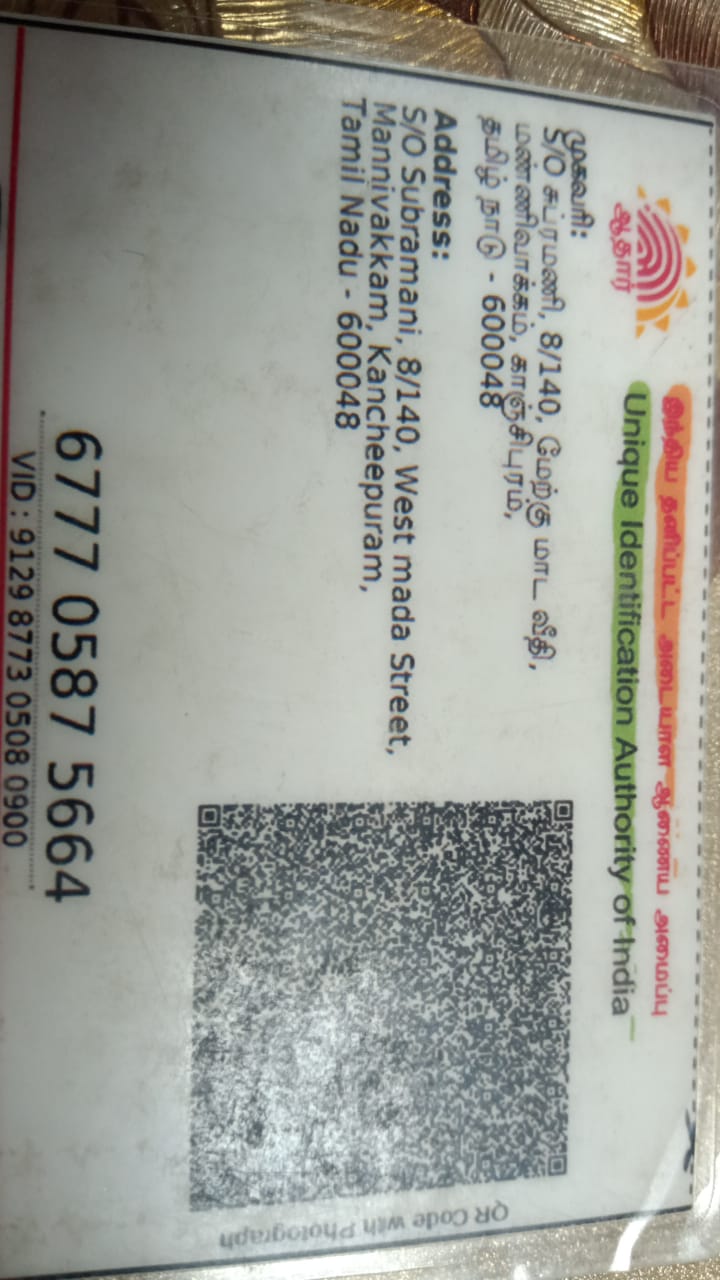 இந்திய தனிப்பட்ட அடையாள ஆணைய அமைப்பு
Unique Identification Authority of India
ஆதார்
முகவரி:
S/O சுப்ரமணி, 8/140, மேற்கு மாட வீதி,
மண்ணிவாக்கம், காஞ்சிபுரம்,
தமிழ் நாடு - 600048
Address:
S/O Subramani, 8/140, West mada Street,
Mannivakkam, Kancheepuram,
Tamil Nadu - 600048
QR Code with Photograph
6777 0587 5664
VID : 9129 8773 0508 0900